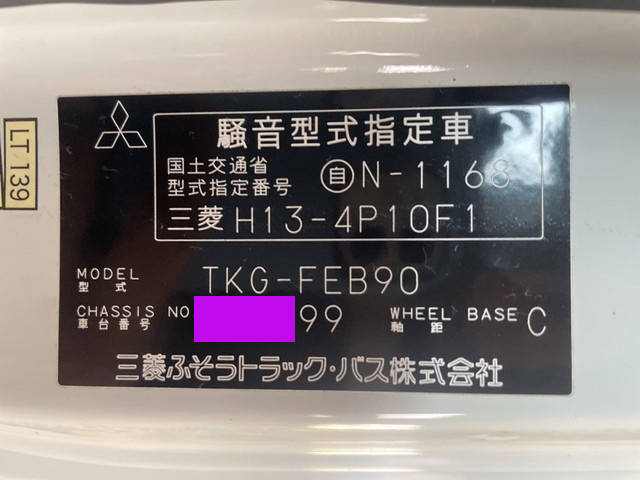 LT 139
騒音型式指定車
国土交通省
型式指定番号 自N-1168
三菱 H13-4P10F1
MODEL
型式 TKG-FEB90
CHASSIS NO
車台番号 99
WHEEL BASE
軸距 C
三菱ふそうトラック・バス株式会社